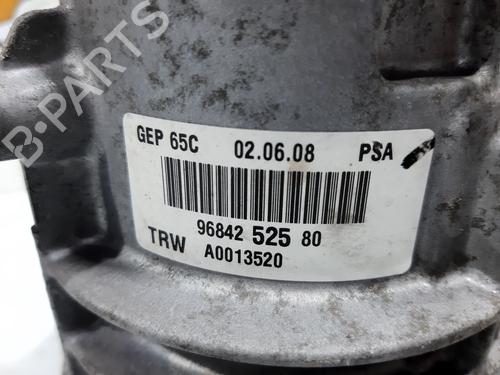 B-PARTS
GEP 65C 02.06.08 PSA
96842 525 80
TRW A0013520